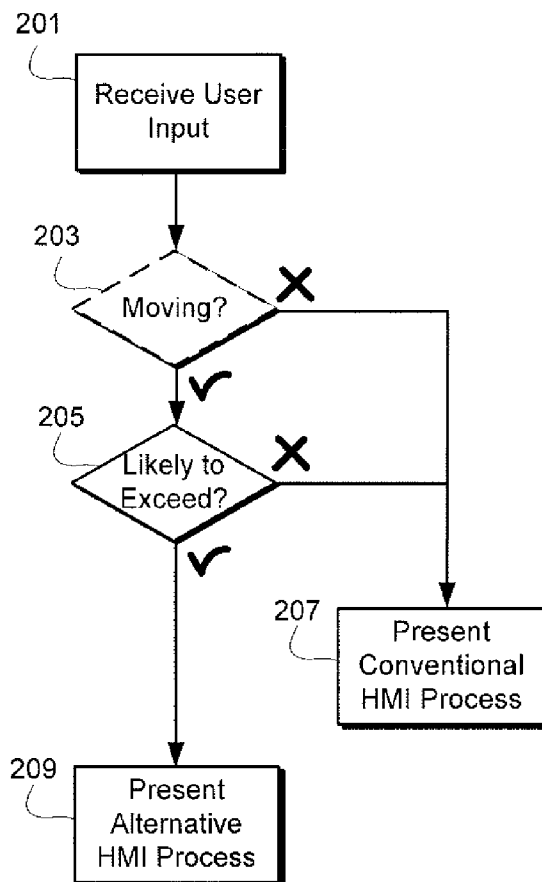 201
Receive User
Input
203
Moving?
205
Likely to
Exceed?
207
Present
Conventional
HMI Process
209
Present
Alternative
HMI Process